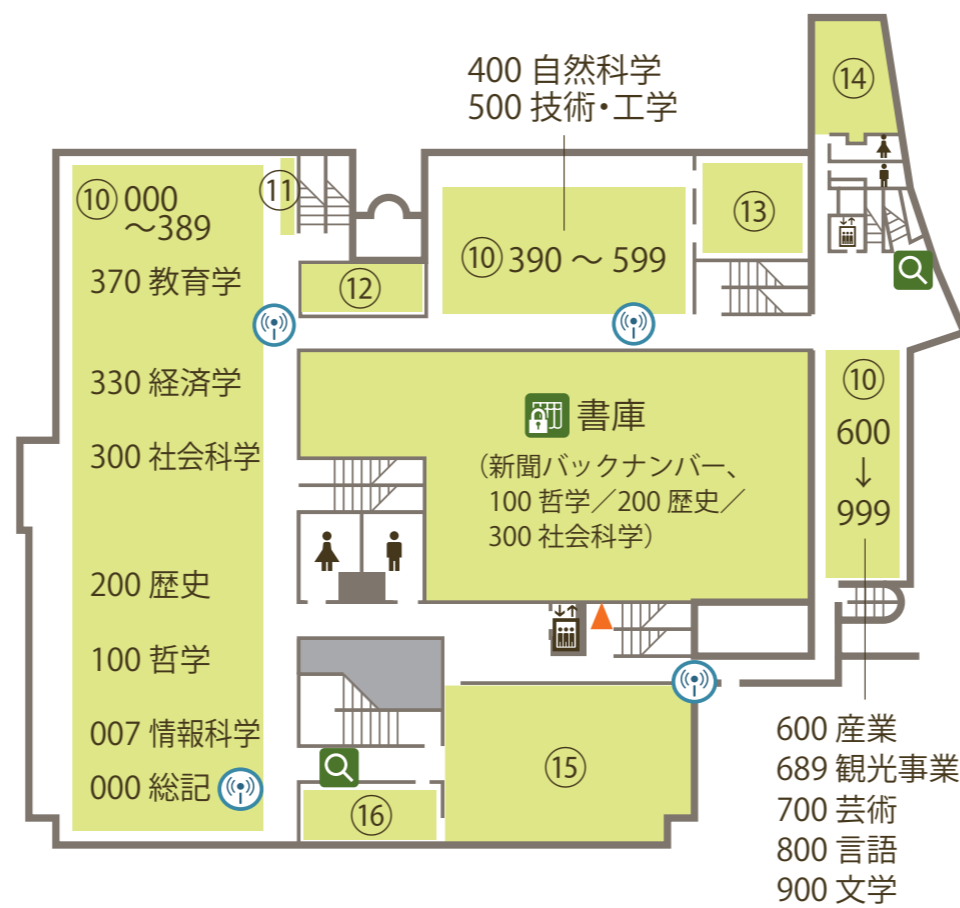 400 自然科学
500 技術・工学
⑭
⑩ 000
～389
⑪
⑬
370 教育学
⑫
⑩ 390 ～ 599
330 経済学
300 社会科学
書庫
（新聞バックナンバー、
100 哲学／200 歴史／
300 社会科学）
⑩
600
↓
999
200 歴史
100 哲学
007 情報科学
000 総記
⑮
⑯
600 産業
689 観光事業
700 芸術
800 言語
900 文学